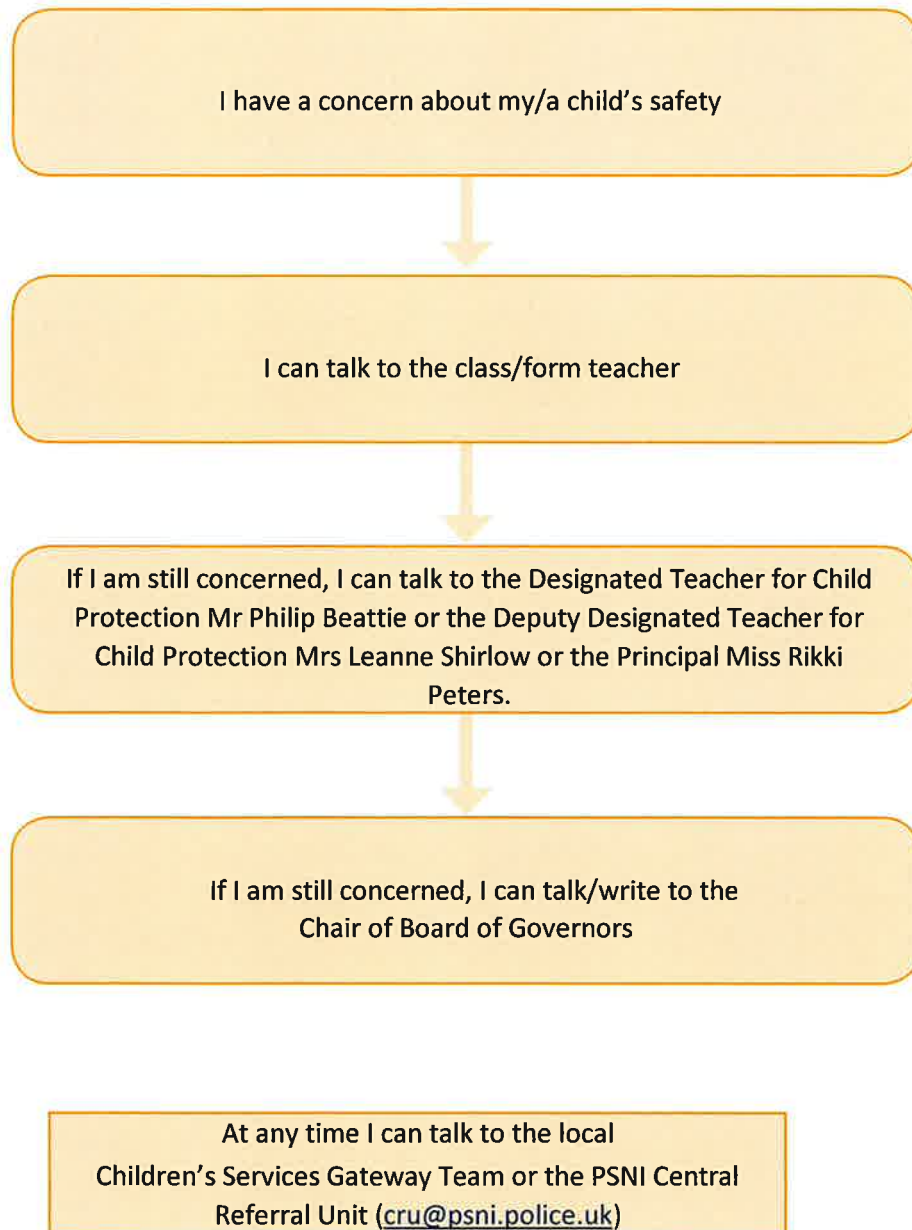 I have a concern about my/a child's safety
I can talk to the class/form teacher
If I am still concerned, I can talk to the Designated Teacher for Child
Protection Mr Philip Beattie or the Deputy Designated Teacher for
Child Protection Mrs Leanne Shirlow or the Principal Miss Rikki
Peters.
If I am still concerned, I can talk/write to the
Chair of Board of Governors
At any time I can talk to the local
Children's Services Gateway Team or the PSNI Central
Referral Unit (cru@psni.police.uk)